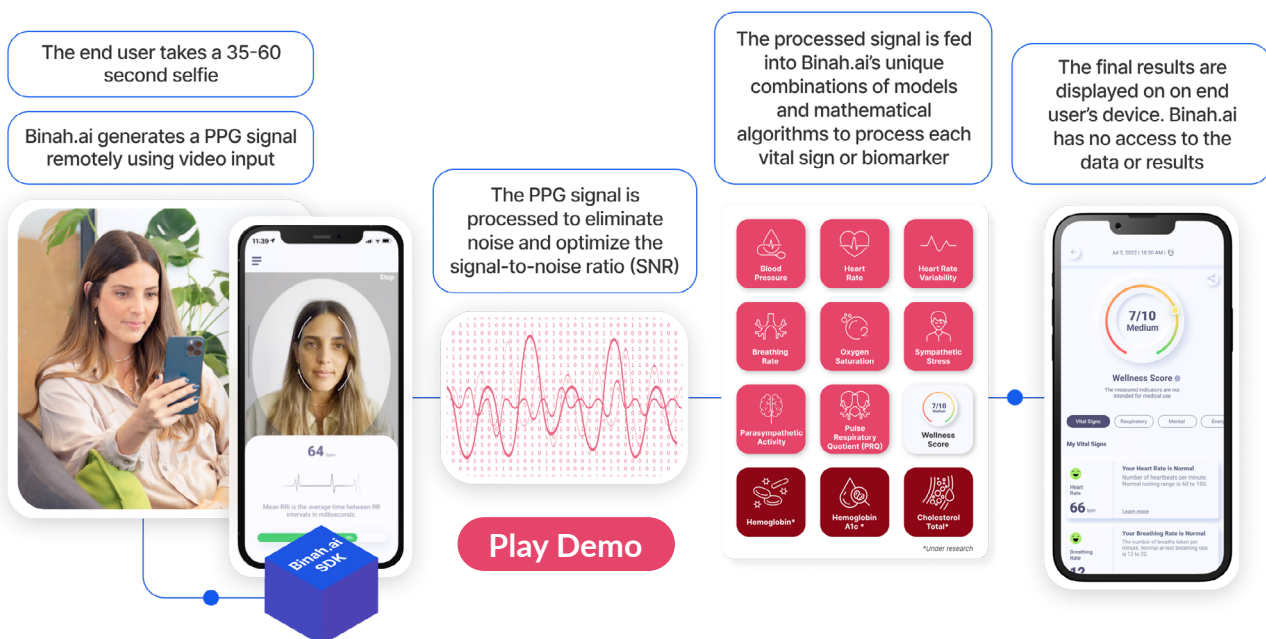 The end user takes a 35-60
second selfie
Binah.ai generates a PPG signal
remotely using video input
11:39
Stop
64 bpm
Mean RRi is the average time between RR
intervals in milliseconds.
Binah.ai
SDK
The PPG signal is
processed to eliminate
noise and optimize the
signal-to-noise ratio (SNR)
Play Demo
The processed signal is fed
into Binah.ai's unique
combinations of models
and mathematical
algorithms to process each
vital sign or biomarker
Blood
Pressure
Heart
Rate
Heart Rate
Variability
Breathing
Rate
Oxygen
Saturation
Sympathetic
Stress
Parasympathetic
Activity
Pulse
Respiratory
Quotient (PRQ)
7/10
Medium
Wellness
Score
Hemoglobin*
Hemoglobin
A1c *
Cholesterol
Total*
*Under research
The final results are
displayed on on end
user's device. Binah.ai
has no access to the
data or results
Jul 2, 2022 | 10:30 AM |
7/10
Medium
Wellness Score
The measured indicators are not
intended for medical use
Vital Signs
Respiratory
Mental
Energ
My Vital Signs
Heart
Rate
66 bpm
Your Heart Rate is Normal
Number of heartbeats per minute.
Normal resting range is 60 to 100.
Learn more
Breathing
Rate
12
Your Breathing Rate is Normal
The number of breaths taken per
minute. Normal at-rest breathing rate
is 12 to 20.